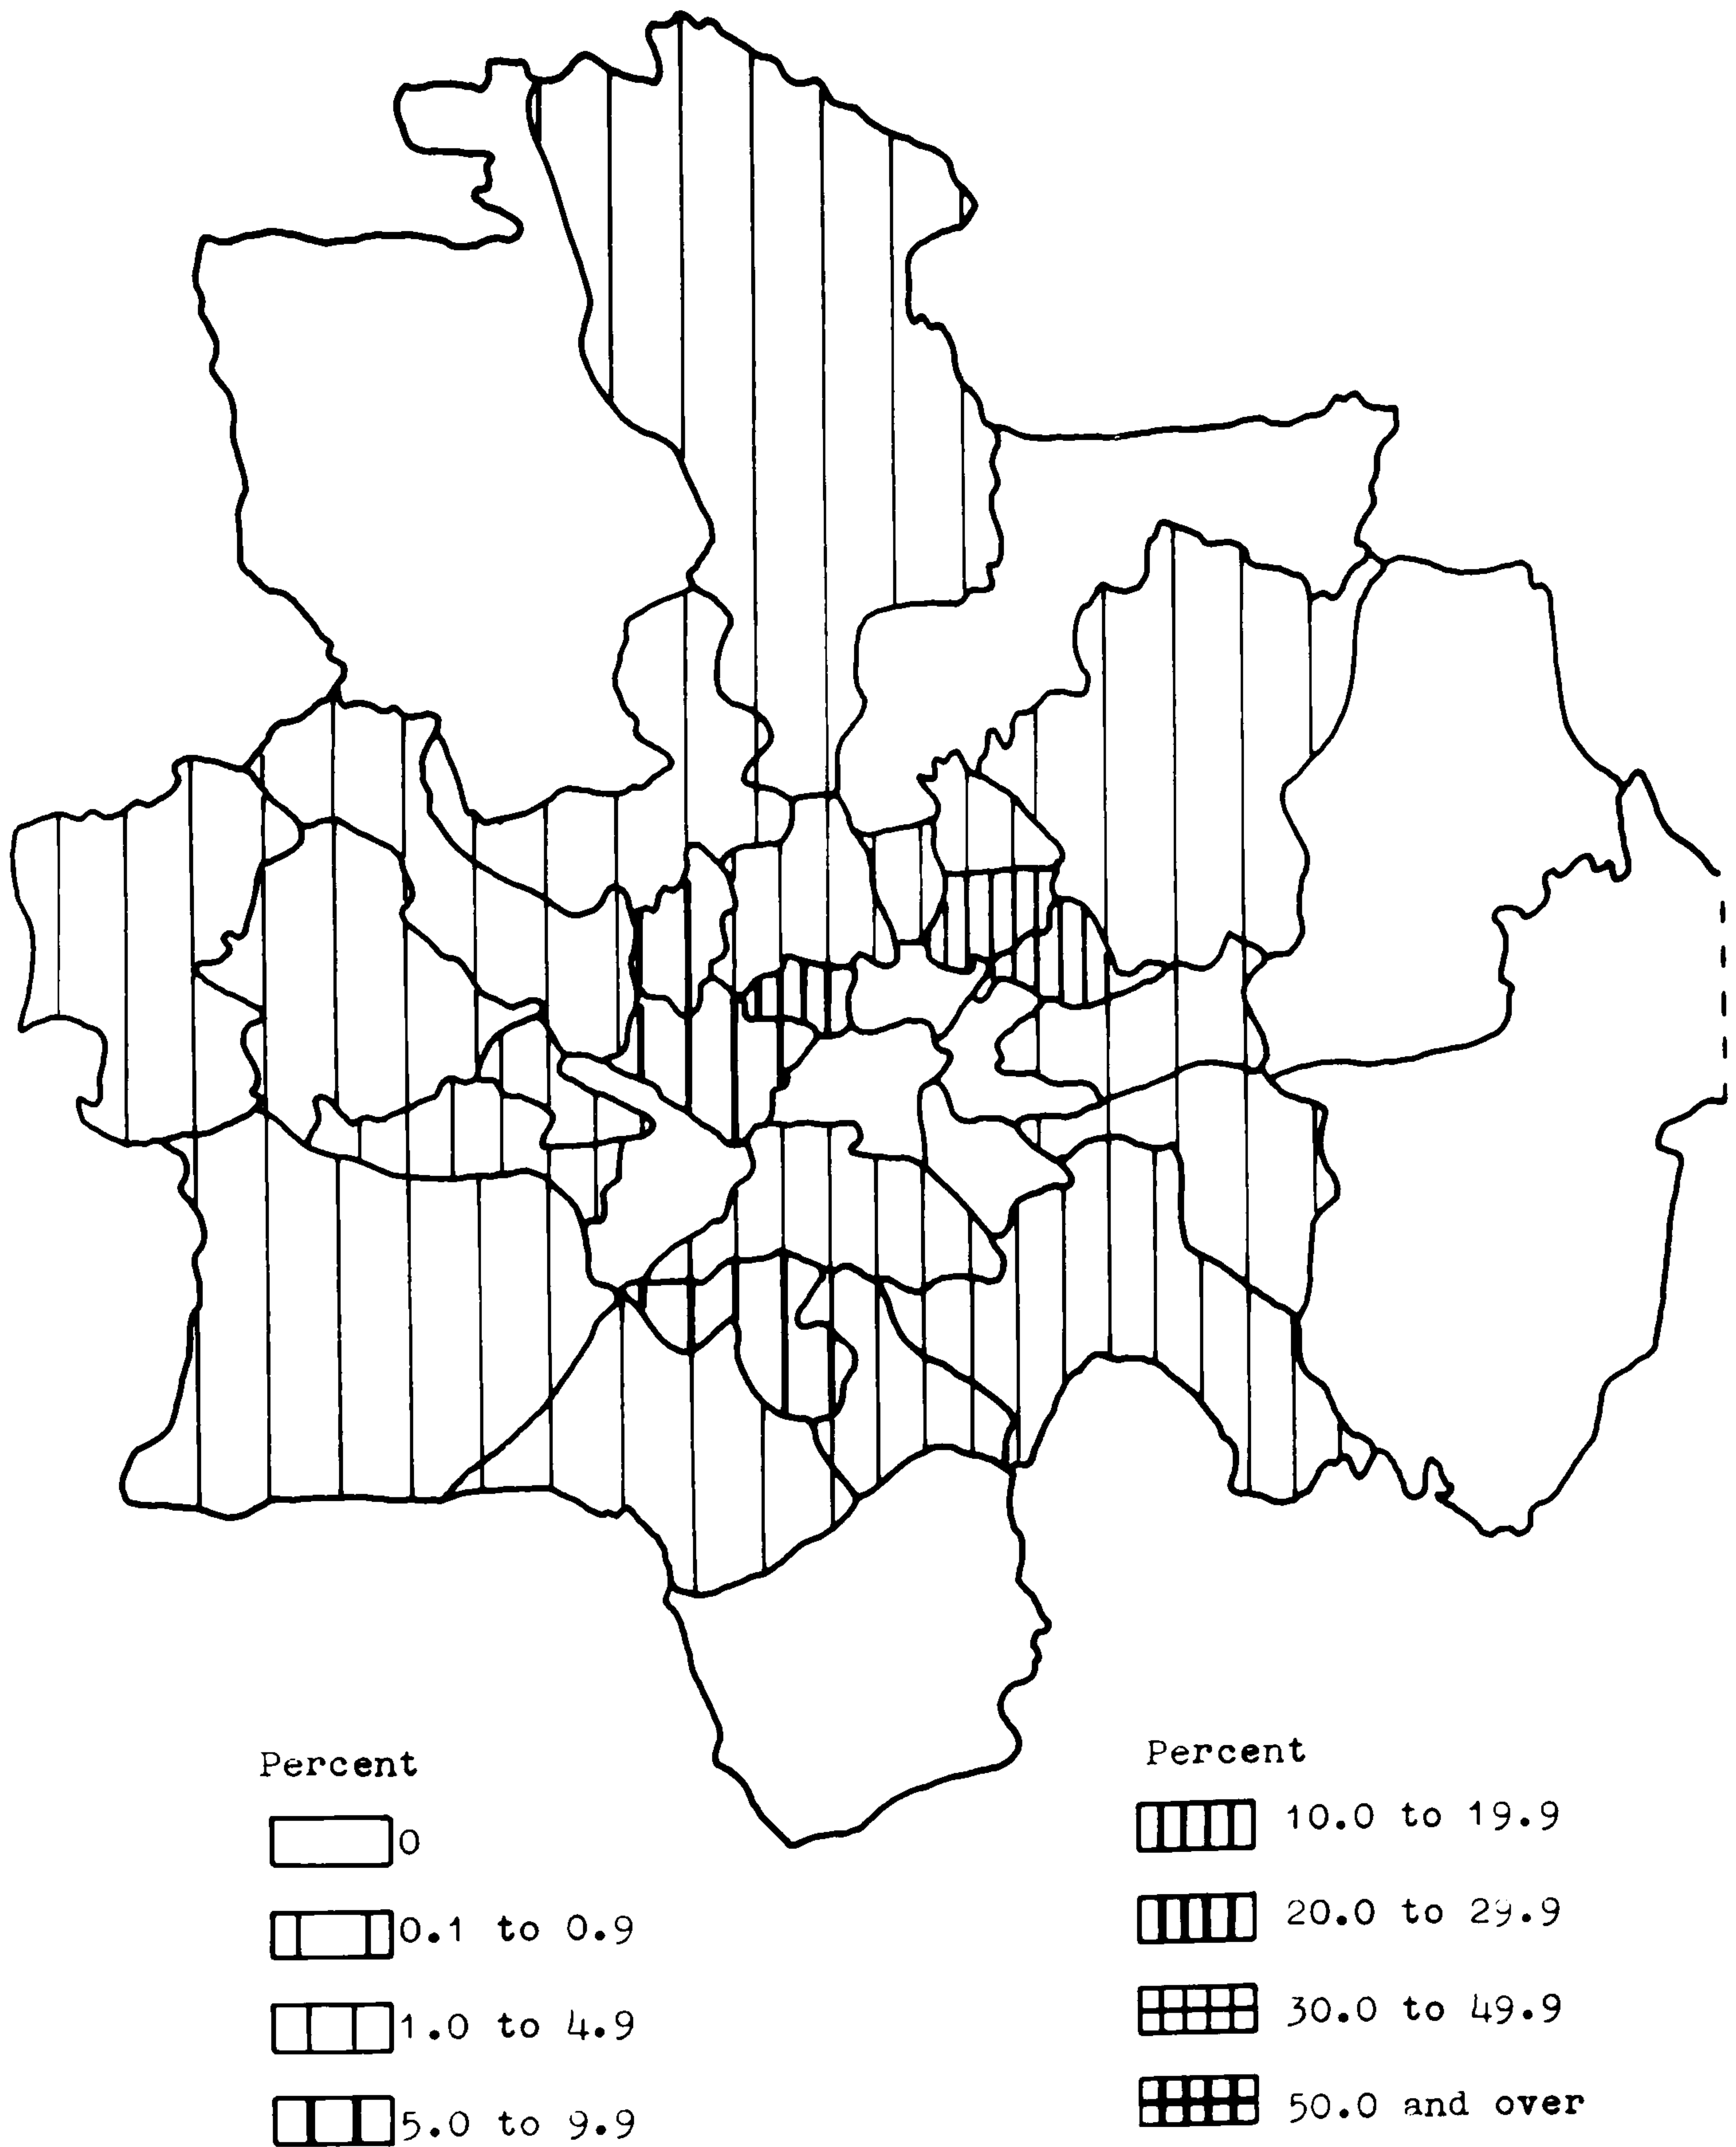 Percent
0
0.1 to 0.9
1.0 to 4.9
5.0 to 9.9
Percent
10.0 to 19.9
20.0 to 29.9
30.0 to 49.9
50.0 and over